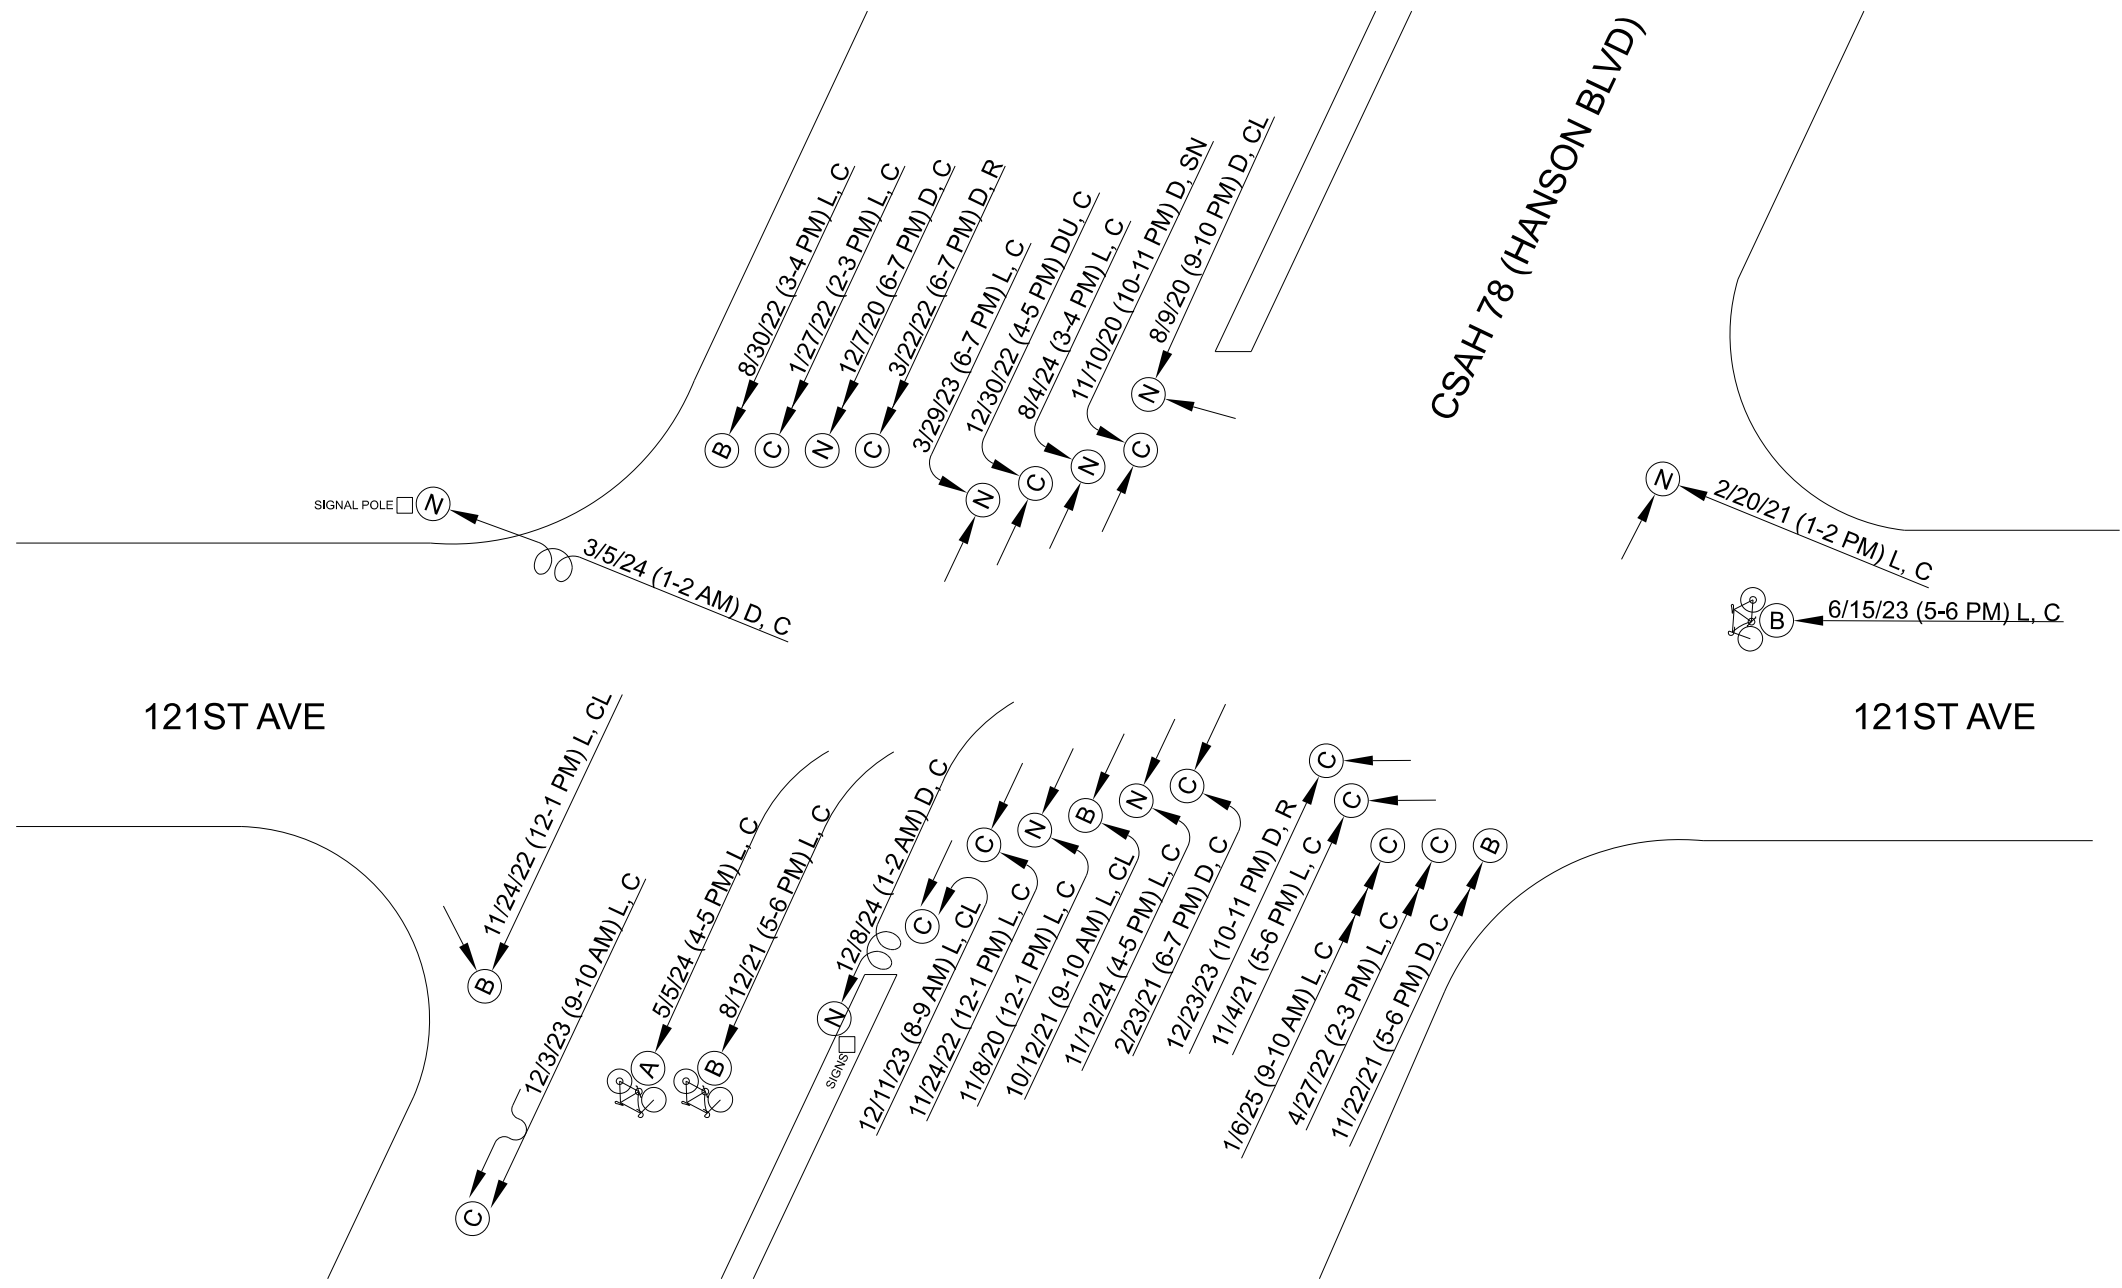 CSAH 78 (HANSON BLVD)
8/30/22 (3-4 PM) L, C
B
1/27/22 (2-3 PM) L, C
C
12/7/20 (6-7 PM) D, C
N
3/22/22 (6-7 PM) D, R
C
3/29/23 (6-7 PM) L, C
N
12/30/22 (4-5 PM) DU, C
C
8/4/24 (3-4 PM) L, C
N
11/10/20 (10-11 PM) D, SN
C
8/9/20 (9-10 PM) D, CL
N
SIGNAL POLE
N
3/5/24 (1-2 AM) D, C
N
2/20/21 (1-2 PM) L, C
B
6/15/23 (5-6 PM) L, C
121ST AVE
121ST AVE
11/24/22 (12-1 PM) L, CL
B
12/3/23 (9-10 AM) L, C
C
5/5/24 (4-5 PM) L, C
A
8/12/21 (5-6 PM) L, C
B
12/8/24 (1-2 AM) D, C
N
SIGNS
12/11/23 (8-9 AM) L, CL
C
11/24/22 (12-1 PM) L, C
C
11/8/20 (12-1 PM) L, C
N
10/12/21 (9-10 AM) L, CL
B
11/12/24 (4-5 PM) L, C
N
2/23/21 (6-7 PM) D, C
C
12/23/23 (10-11 PM) D, R
C
11/4/21 (5-6 PM) L, C
C
1/6/25 (9-10 AM) L, C
C
4/27/22 (2-3 PM) L, C
C
11/22/21 (5-6 PM) D, C
B